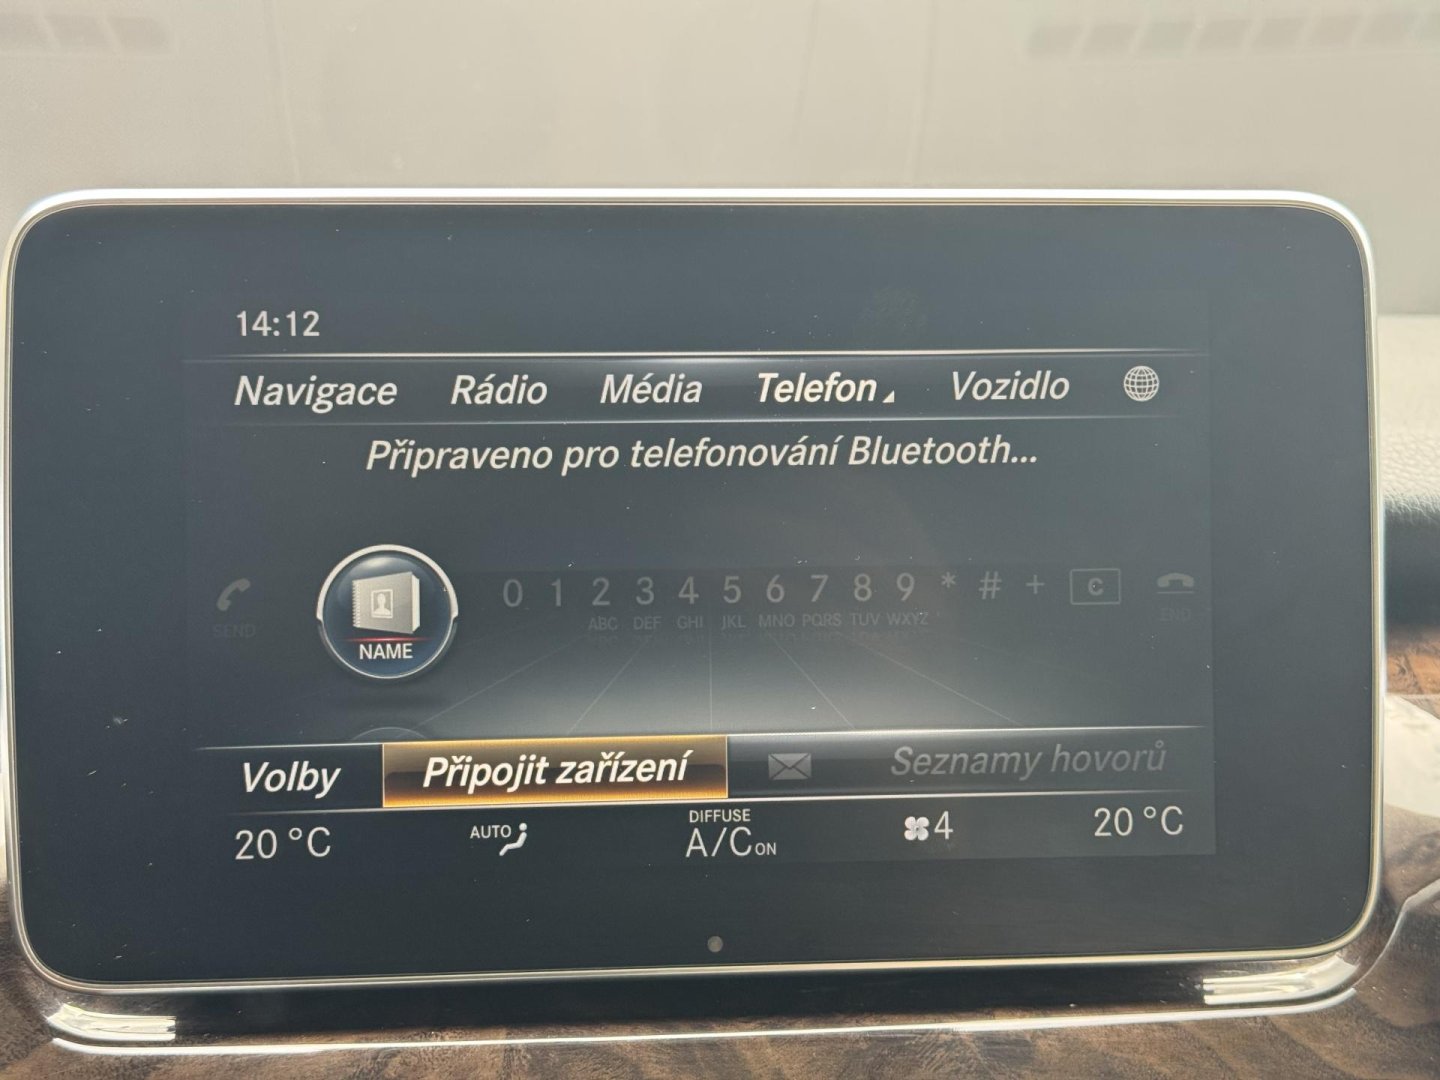 14:12
Navigace Rádio Média Telefon Vozidlo
Připraveno pro telefonování Bluetooth...
0 1 2 3 4 5 6 7 8 9 * # + c
ABC DEF GHI JKL MNO PQRS TUV WXYZ
SEND END
NAME
Volby Připojit zařízení Seznamy hovorů
20 °C AUTO DIFFUSE A/C ON 4 20 °C